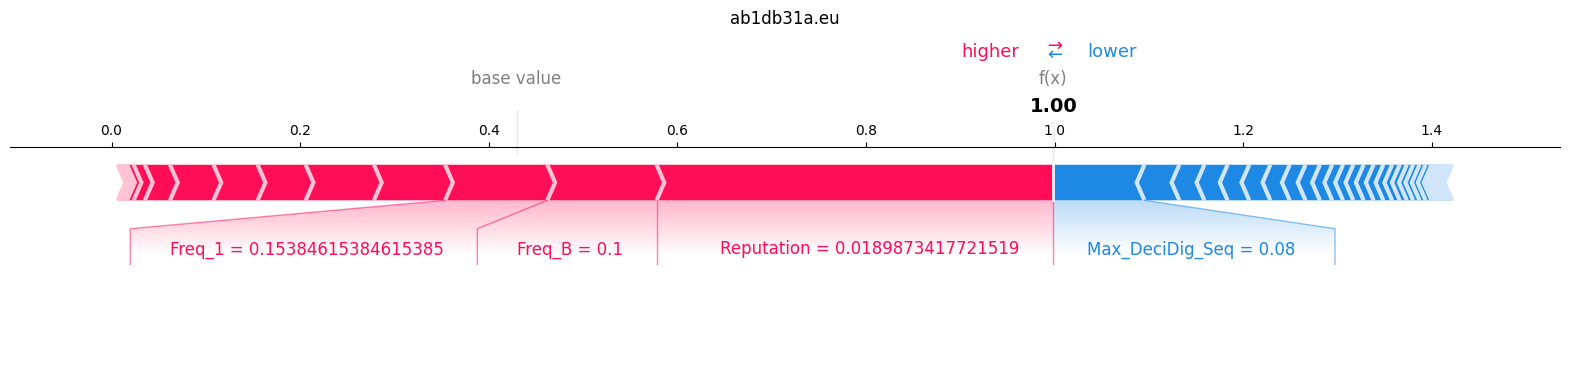 ab1db31a.eu
higher ⇄ lower
base value f(x)
1.00
0.0 0.2 0.4 0.6 0.8 1.0 1.2 1.4
Freq_1 = 0.15384615384615385 Freq_B = 0.1 Reputation = 0.0189873417721519 Max_DeciDig_Seq = 0.08